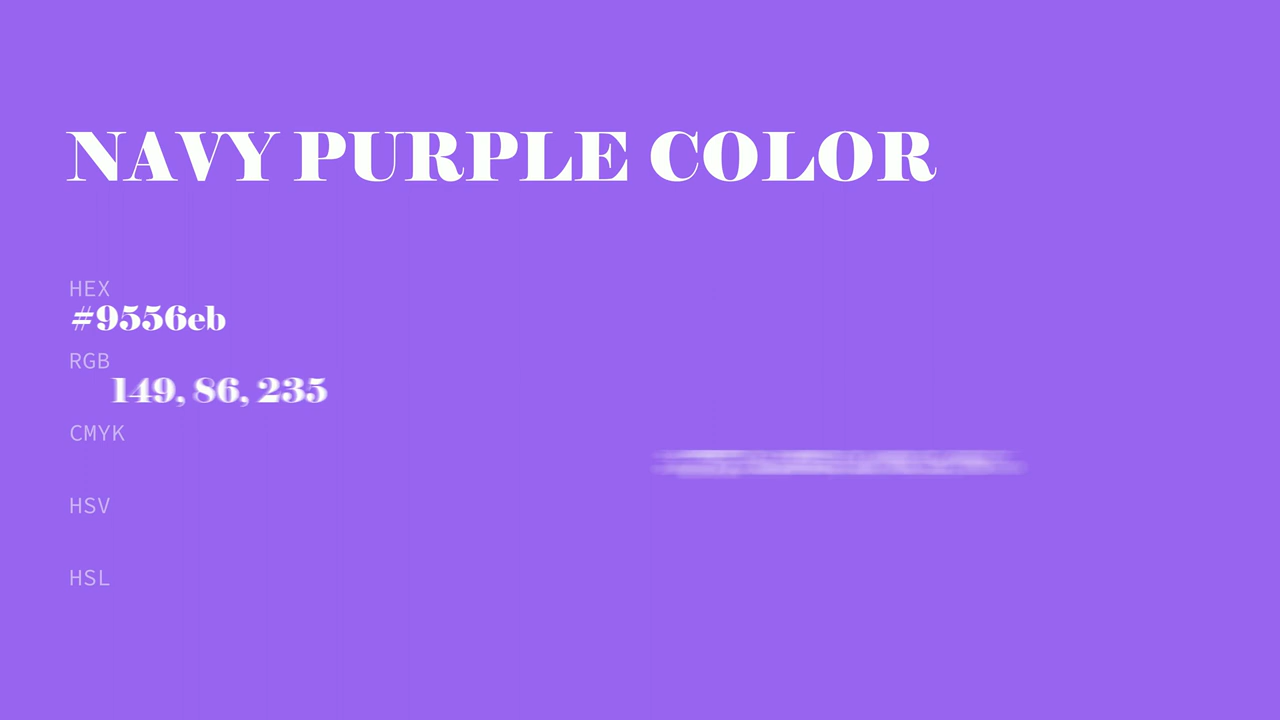 NAVY PURPLE COLOR
HEX
#9556eb
RGB
149, 86, 235
CMYK
HSV
HSL